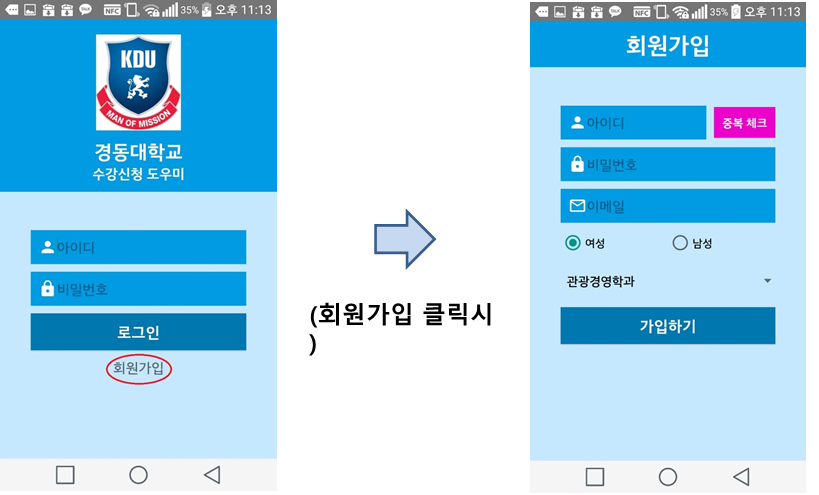 NFC 35% 오후 11:13
KDU
MAN OF MISSION
경동대학교
수강신청 도우미
아이디
비밀번호
로그인
회원가입
(회원가입 클릭시
)
TALK NFC 35% 오후 11:13
회원가입
아이디
중복 체크
비밀번호
이메일
여성
남성
관광경영학과
가입하기